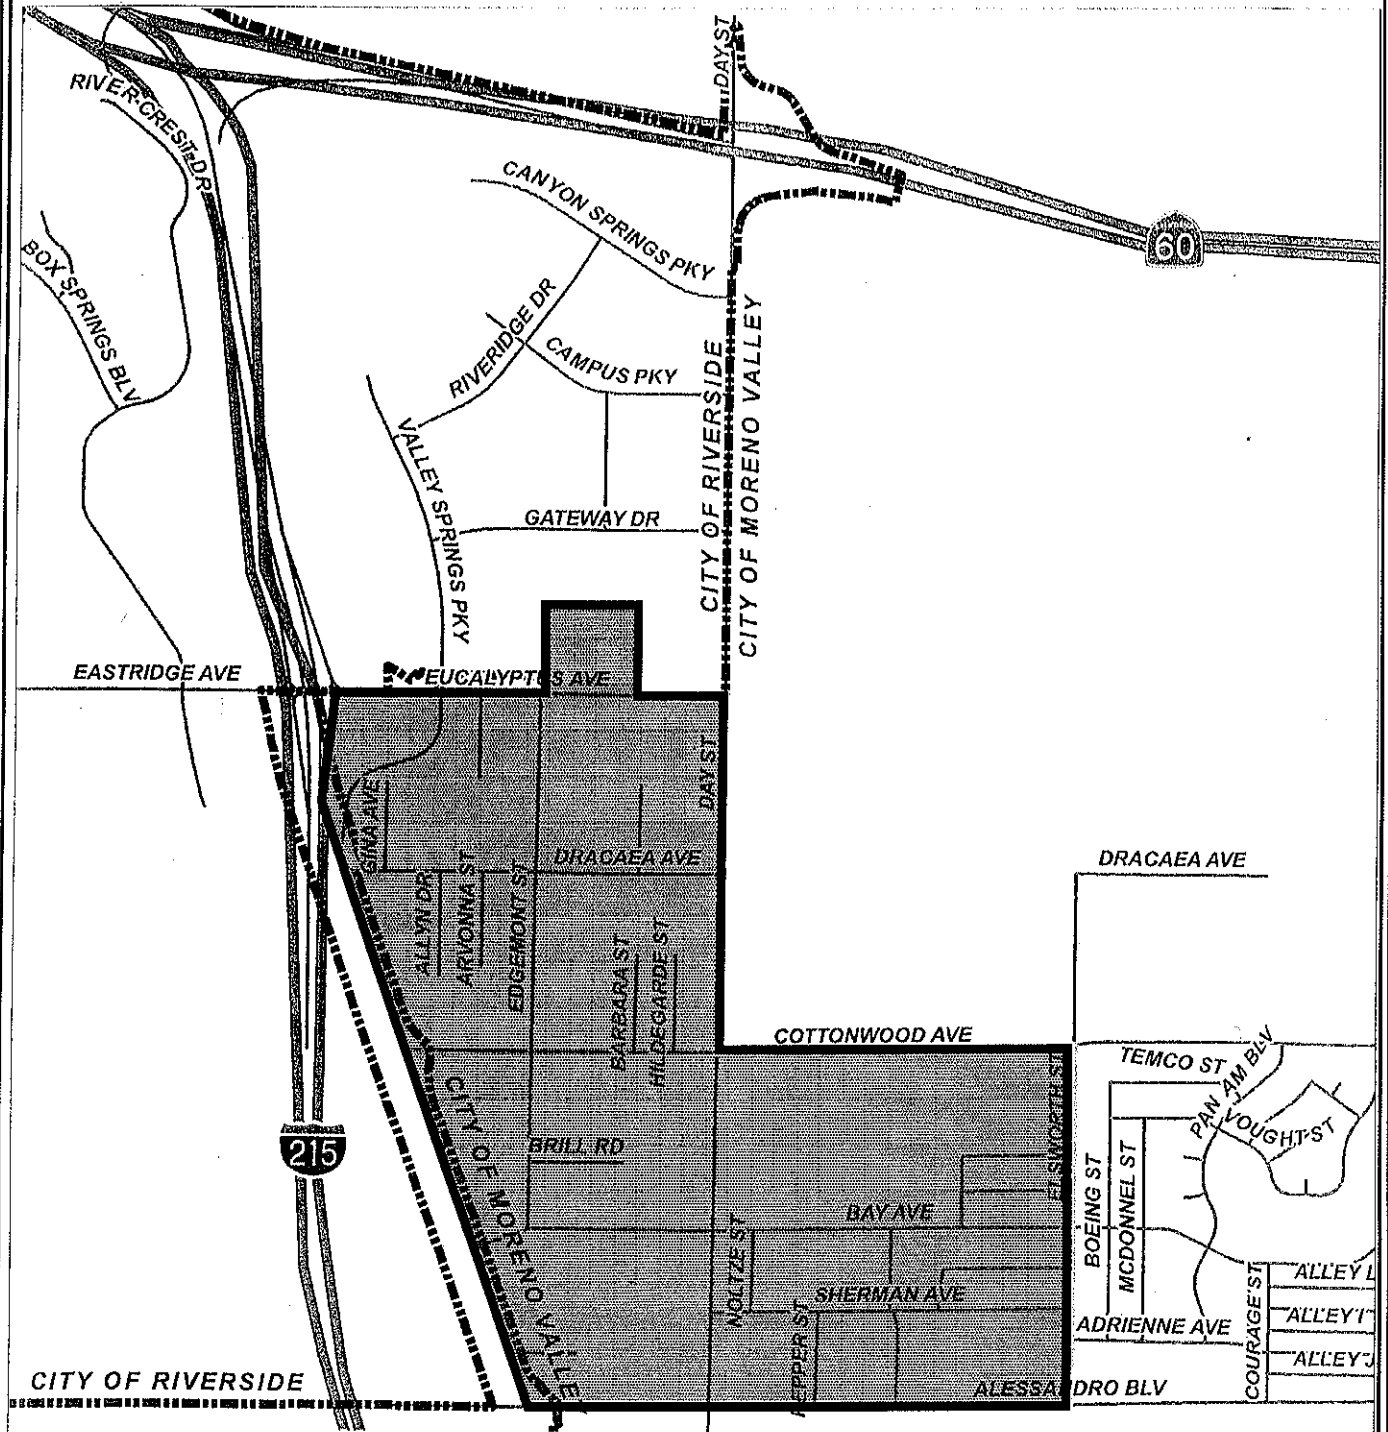 DAY ST
RIVER CREST DR
CANYON SPRINGS PKY
60
BOX SPRINGS BLV
RIVERIDGE DR
CAMPUS PKY
CITY OF RIVERSIDE
CITY OF MORENO VALLEY
VALLEY SPRINGS PKY
GATEWAY DR
EASTRIDGE AVE
EUCALYPTUS AVE
DAY ST
GINA AVE
DRACAEA AVE
DRACAEA AVE
ALLYN DR
ARVONNA ST
EDGEMONT ST
BARBARA ST
HILDEGARDE ST
COTTONWOOD AVE
TEMCO ST
PAN AM BLV
VOUGHT ST
ELSWORTH ST
CITY OF MORENO VALLEY
215
BRILL RD
BOEING ST
MCDONNEL ST
BAY AVE
NOLTZE ST
SHERMAN AVE
PEPPER ST
ADRIENNE AVE
COURAGE ST
ALLEY L
ALLEY I
ALLEY J
CITY OF RIVERSIDE
ALESSANDRO BLV